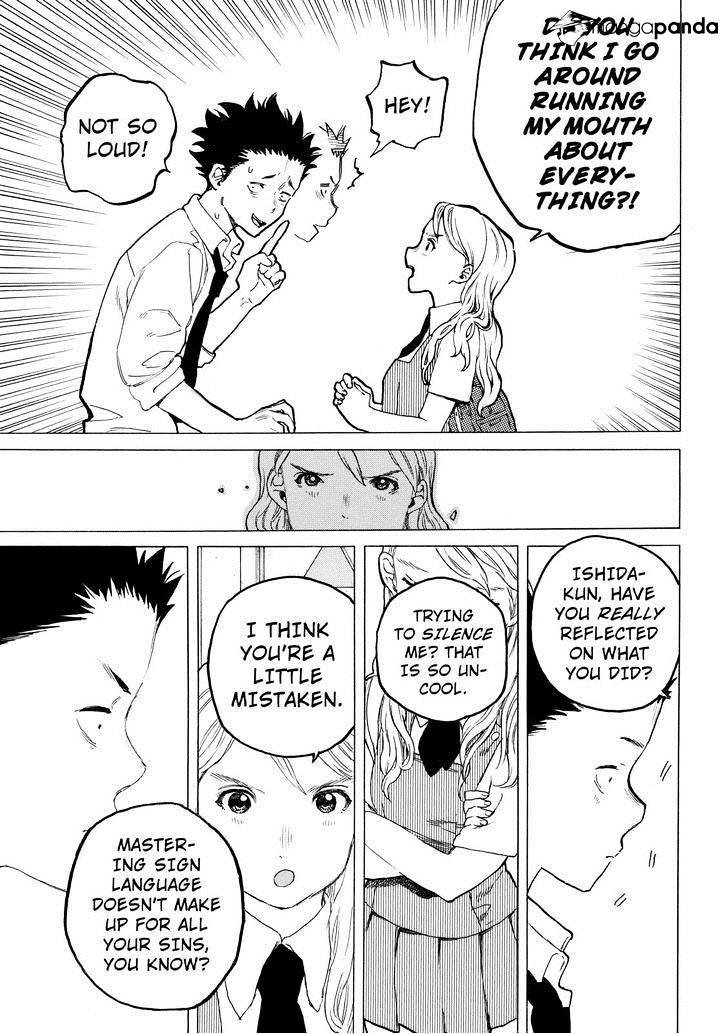 mangapanda
DO YOU
THINK I GO
AROUND
RUNNING
MY MOUTH
ABOUT
EVERY-
THING?!
HEY!
NOT SO
LOUD!
ISHIDA-
KUN, HAVE
YOU REALLY
REFLECTED
ON WHAT
YOU DID?
TRYING
TO SILENCE
ME? THAT
IS SO UN-
COOL.
I THINK
YOU'RE A
LITTLE
MISTAKEN.
MASTER-
ING SIGN
LANGUAGE
DOESN'T MAKE
UP FOR ALL
YOUR SINS,
YOU KNOW?